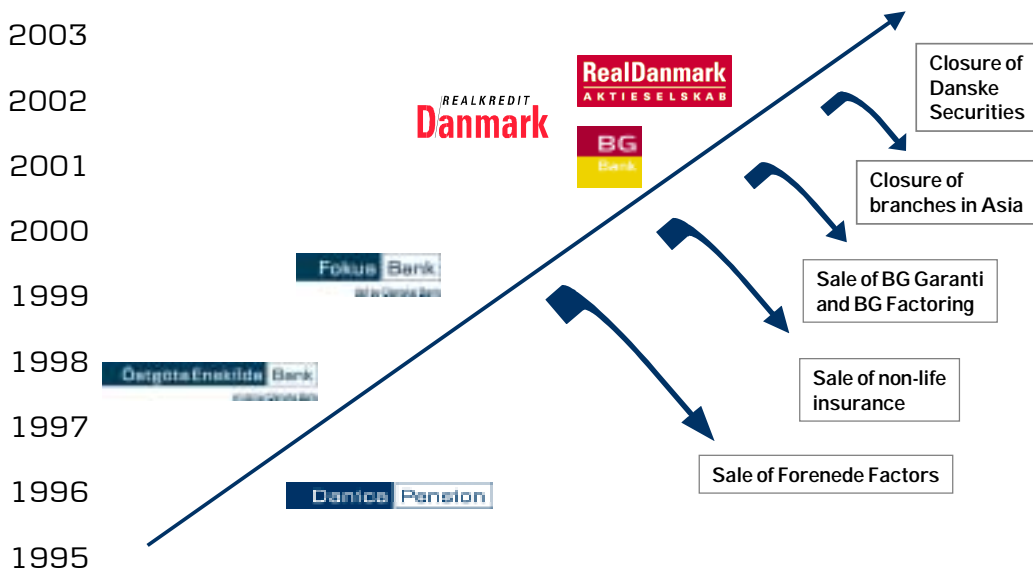 2003
2002
2001
2000
1999
1998
1997
1996
1995
RealDanmark
AKTIESELSKAB
REALKREDIT
Danmark
BG
Bank
Fokus Bank
Östgöta Enskilda Bank
Danica Pension
Closure of
Danske
Securities
Closure of
branches in Asia
Sale of BG Garanti
and BG Factoring
Sale of non-life
insurance
Sale of Forenede Factors